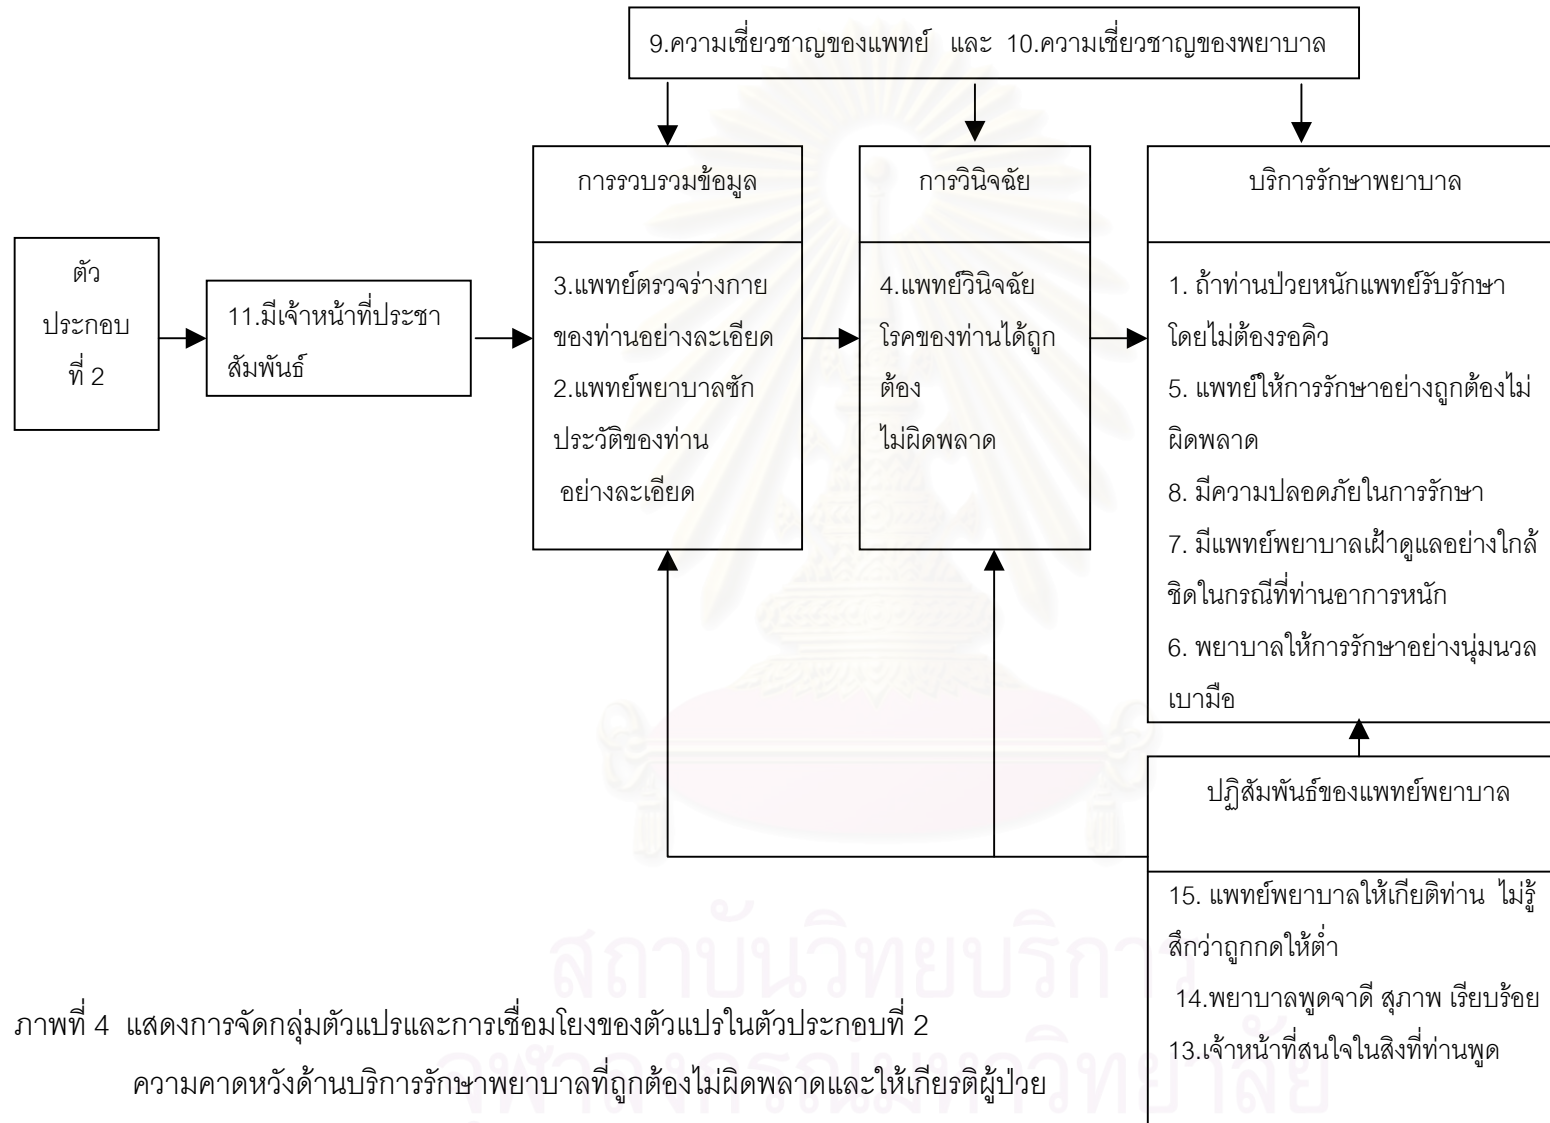 9.ความเชี่ยวชาญของแพทย์ และ 10.ความเชี่ยวชาญของพยาบาล
ตัว
ประกอบ
ที่ 2
11.มีเจ้าหน้าที่ประชา
สัมพันธ์
การรวบรวมข้อมูล
3.แพทย์ตรวจร่างกาย
ของท่านอย่างละเอียด
2.แพทย์พยาบาลซัก
ประวัติของท่าน
อย่างละเอียด
การวินิจฉัย
4.แพทย์วินิจฉัย
โรคของท่านได้ถูก
ต้อง
ไม่ผิดพลาด
บริการรักษาพยาบาล
1. ถ้าท่านป่วยหนักแพทย์รับรักษา
โดยไม่ต้องรอคิว
5. แพทย์ให้การรักษาอย่างถูกต้องไม่
ผิดพลาด
8. มีความปลอดภัยในการรักษา
7. มีแพทย์พยาบาลเฝ้าดูแลอย่างใกล้
ชิดในกรณีที่ท่านอาการหนัก
6. พยาบาลให้การรักษาอย่างนุ่มนวล
เบามือ
ปฏิสัมพันธ์ของแพทย์พยาบาล
15. แพทย์พยาบาลให้เกียติท่าน ไม่รู้
สึกว่าถูกกดให้ต่ำ
14.พยาบาลพูดจาดี สุภาพ เรียบร้อย
13.เจ้าหน้าที่สนใจในสิ่งที่ท่านพูด
ภาพที่ 4 แสดงการจัดกลุ่มตัวแปรและการเชื่อมโยงของตัวแปรในตัวประกอบที่ 2
ความคาดหวังด้านบริการรักษาพยาบาลที่ถูกต้องไม่ผิดพลาดและให้เกียรติผู้ป่วย
สถาบันวิทยบริการ
จุฬาลงกรณ์มหาวิทยาลัย